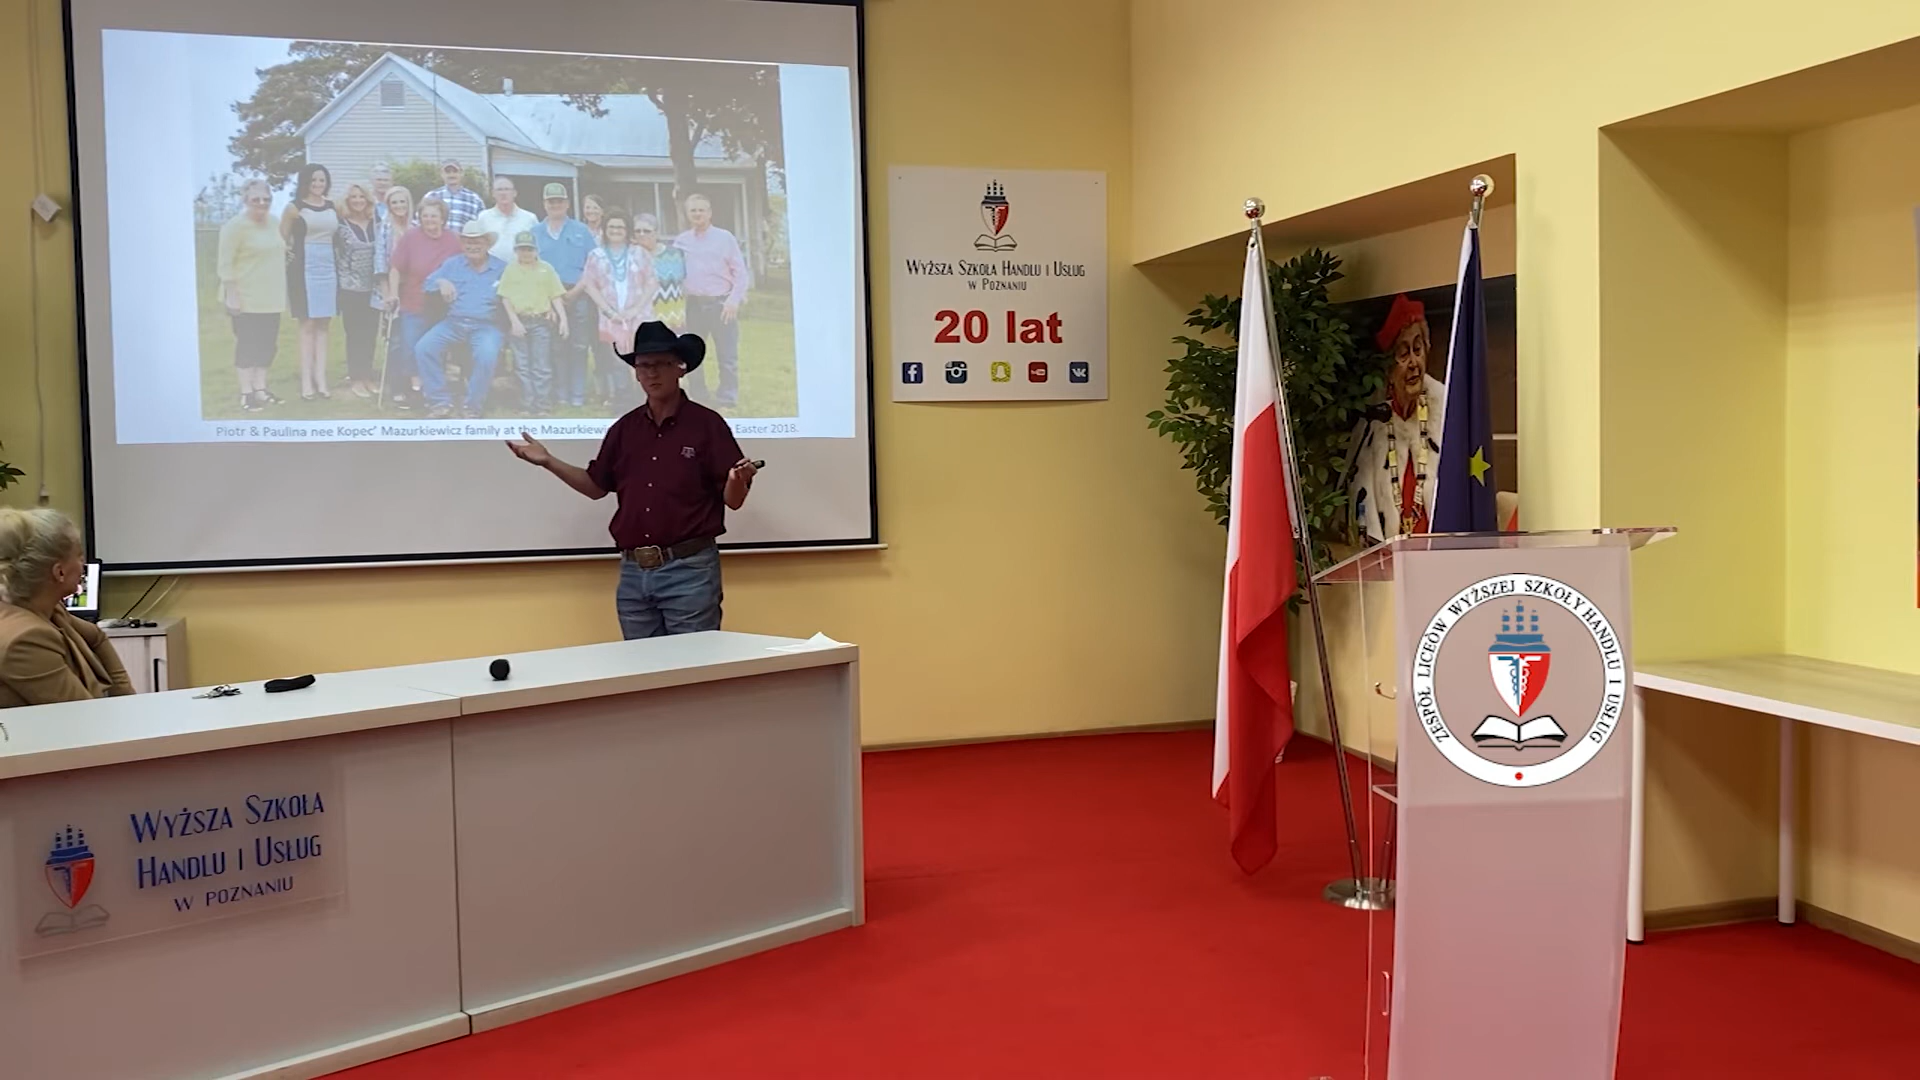 Piotr & Paulina nee Kopec' Mazurkiewicz family at the Mazurkiewi Easter 2018.
WYŻSZA SZKOŁA HANDLU I USŁUG
W POZNANIU
20 lat
ZESPÓŁ LICEÓW WYŻSZEJ SZKOŁY HANDLU I USŁUG
WYŻSZA SZKOŁA
HANDLU I USŁUG
W POZNANIU